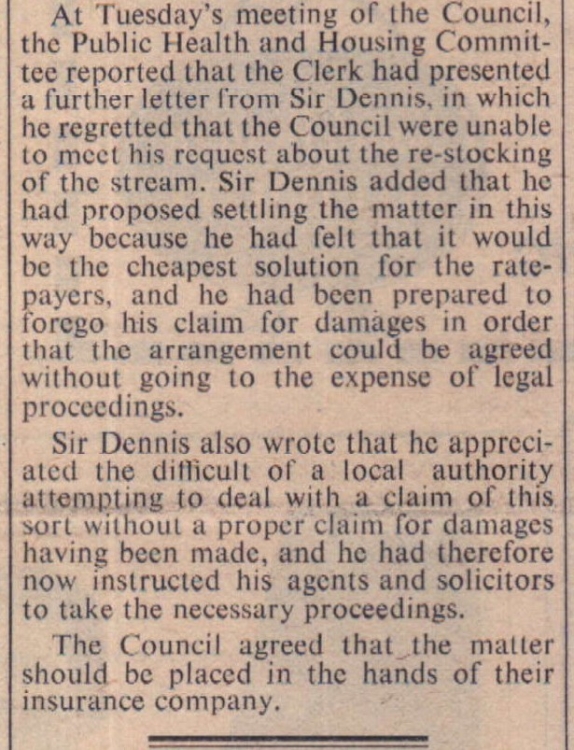 At Tuesday's meeting of the Council,
the Public Health and Housing Commit-
tee reported that the Clerk had presented
a further letter from Sir Dennis, in which
he regretted that the Council were unable
to meet his request about the re-stocking
of the stream. Sir Dennis added that he
had proposed settling the matter in this
way because he had felt that it would
be the cheapest solution for the rate-
payers, and he had been prepared to
forego his claim for damages in order
that the arrangement could be agreed
without going to the expense of legal
proceedings.
Sir Dennis also wrote that he appreci-
ated the difficult of a local authority
attempting to deal with a claim of this
sort without a proper claim for damages
having been made, and he had therefore
now instructed his agents and solicitors
to take the necessary proceedings.
The Council agreed that the matter
should be placed in the hands of their
insurance company.